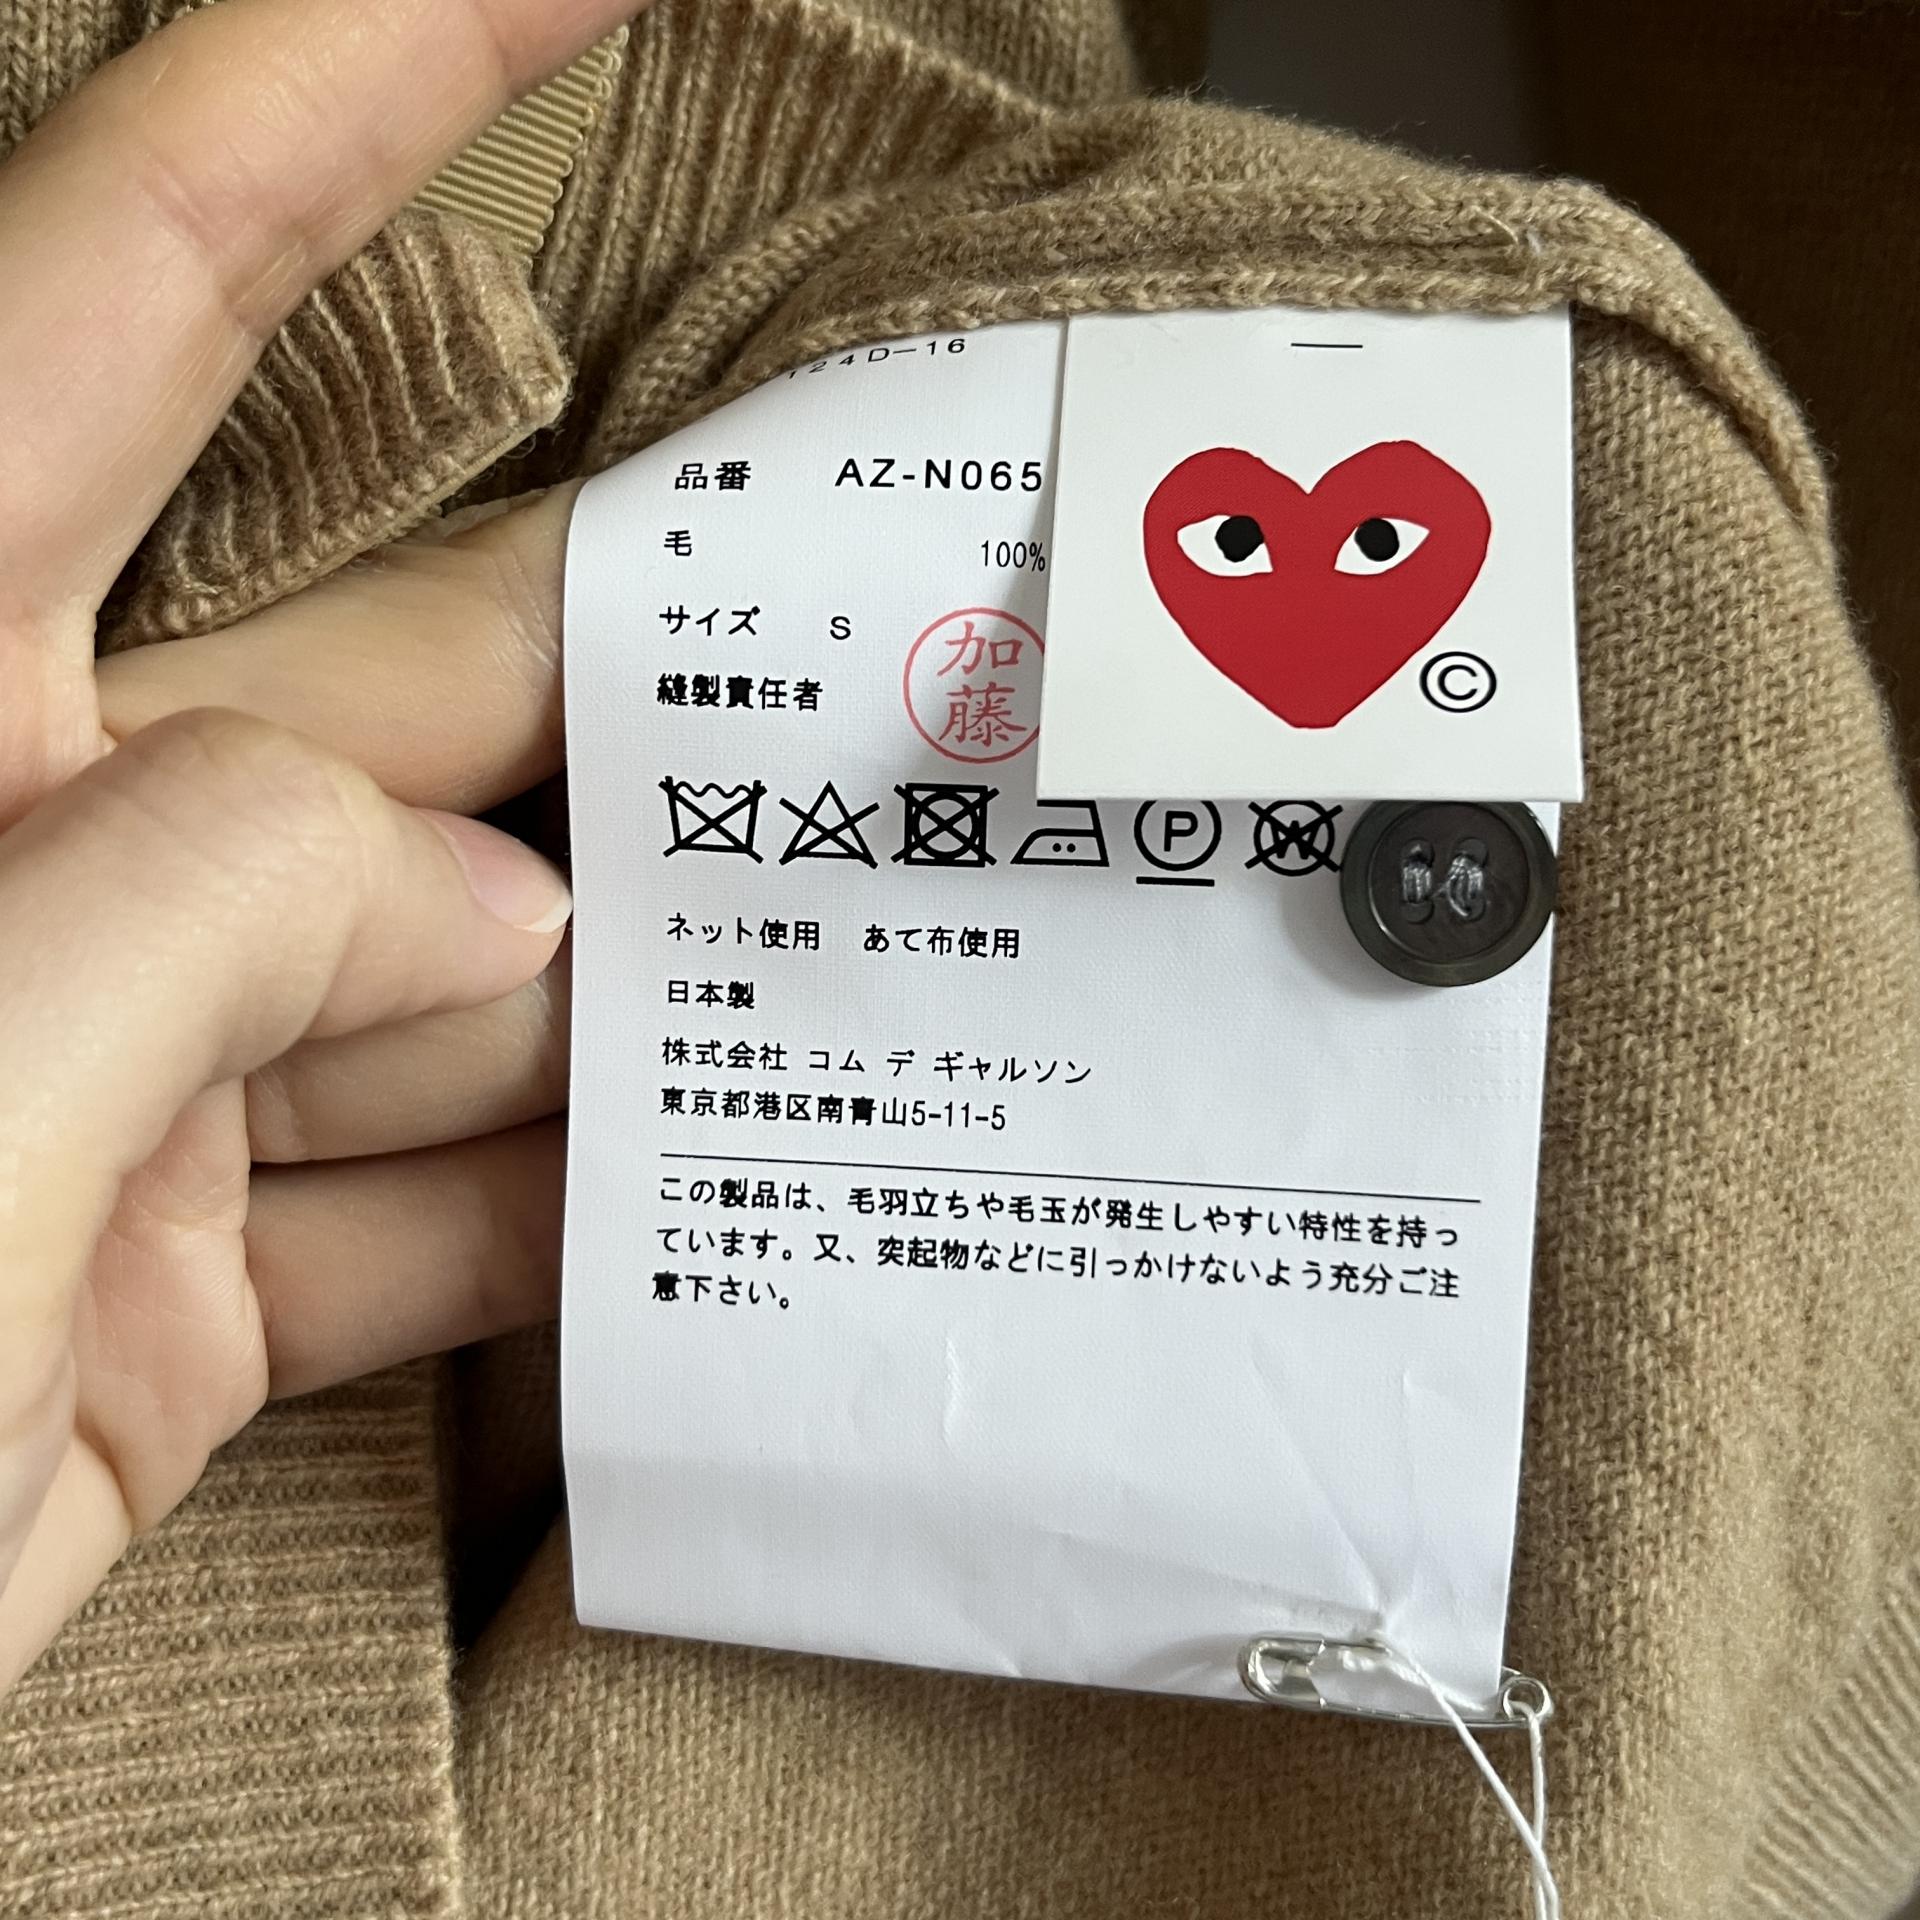 124D-16
品番 AZ-N065
毛 100%
サイズ S
縫製責任者 加藤
P W
ネット使用 あて布使用
日本製
株式会社 コム デ ギャルソン
東京都港区南青山5-11-5
この製品は、毛羽立ちや毛玉が発生しやすい特性を持っ
ています。又、突起物などに引っかけないよう充分ご注
意下さい。
©